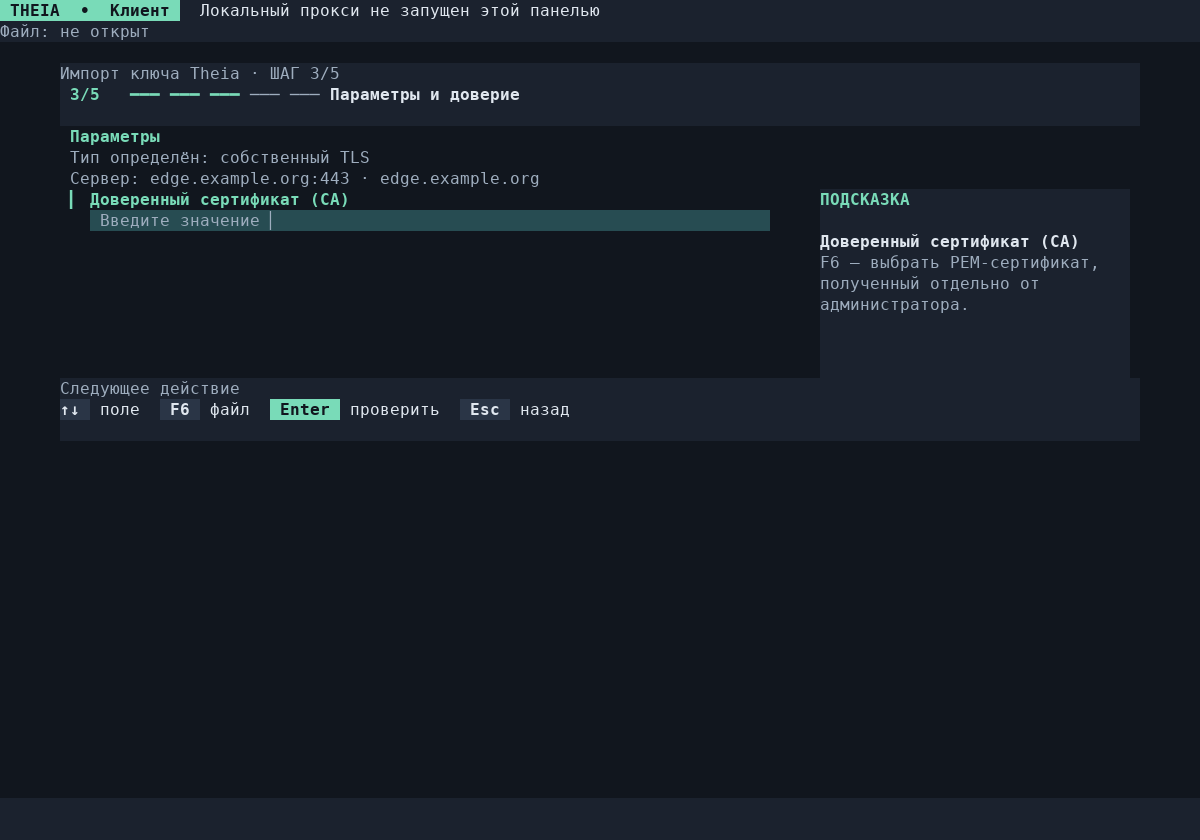 THEIA • Клиент Локальный прокси не запущен этой панелью
Файл: не открыт
Импорт ключа Theia · ШАГ 3/5
3/5 ━━━ ━━━ ━━━ ─── ─── Параметры и доверие
Параметры
Тип определён: собственный TLS
Сервер: edge.example.org:443 · edge.example.org
Доверенный сертификат (CA)
Введите значение
ПОДСКАЗКА
Доверенный сертификат (CA)
F6 — выбрать PEM-сертификат,
полученный отдельно от
администратора.
Следующее действие
↑↓ поле F6 файл Enter проверить Esc назад